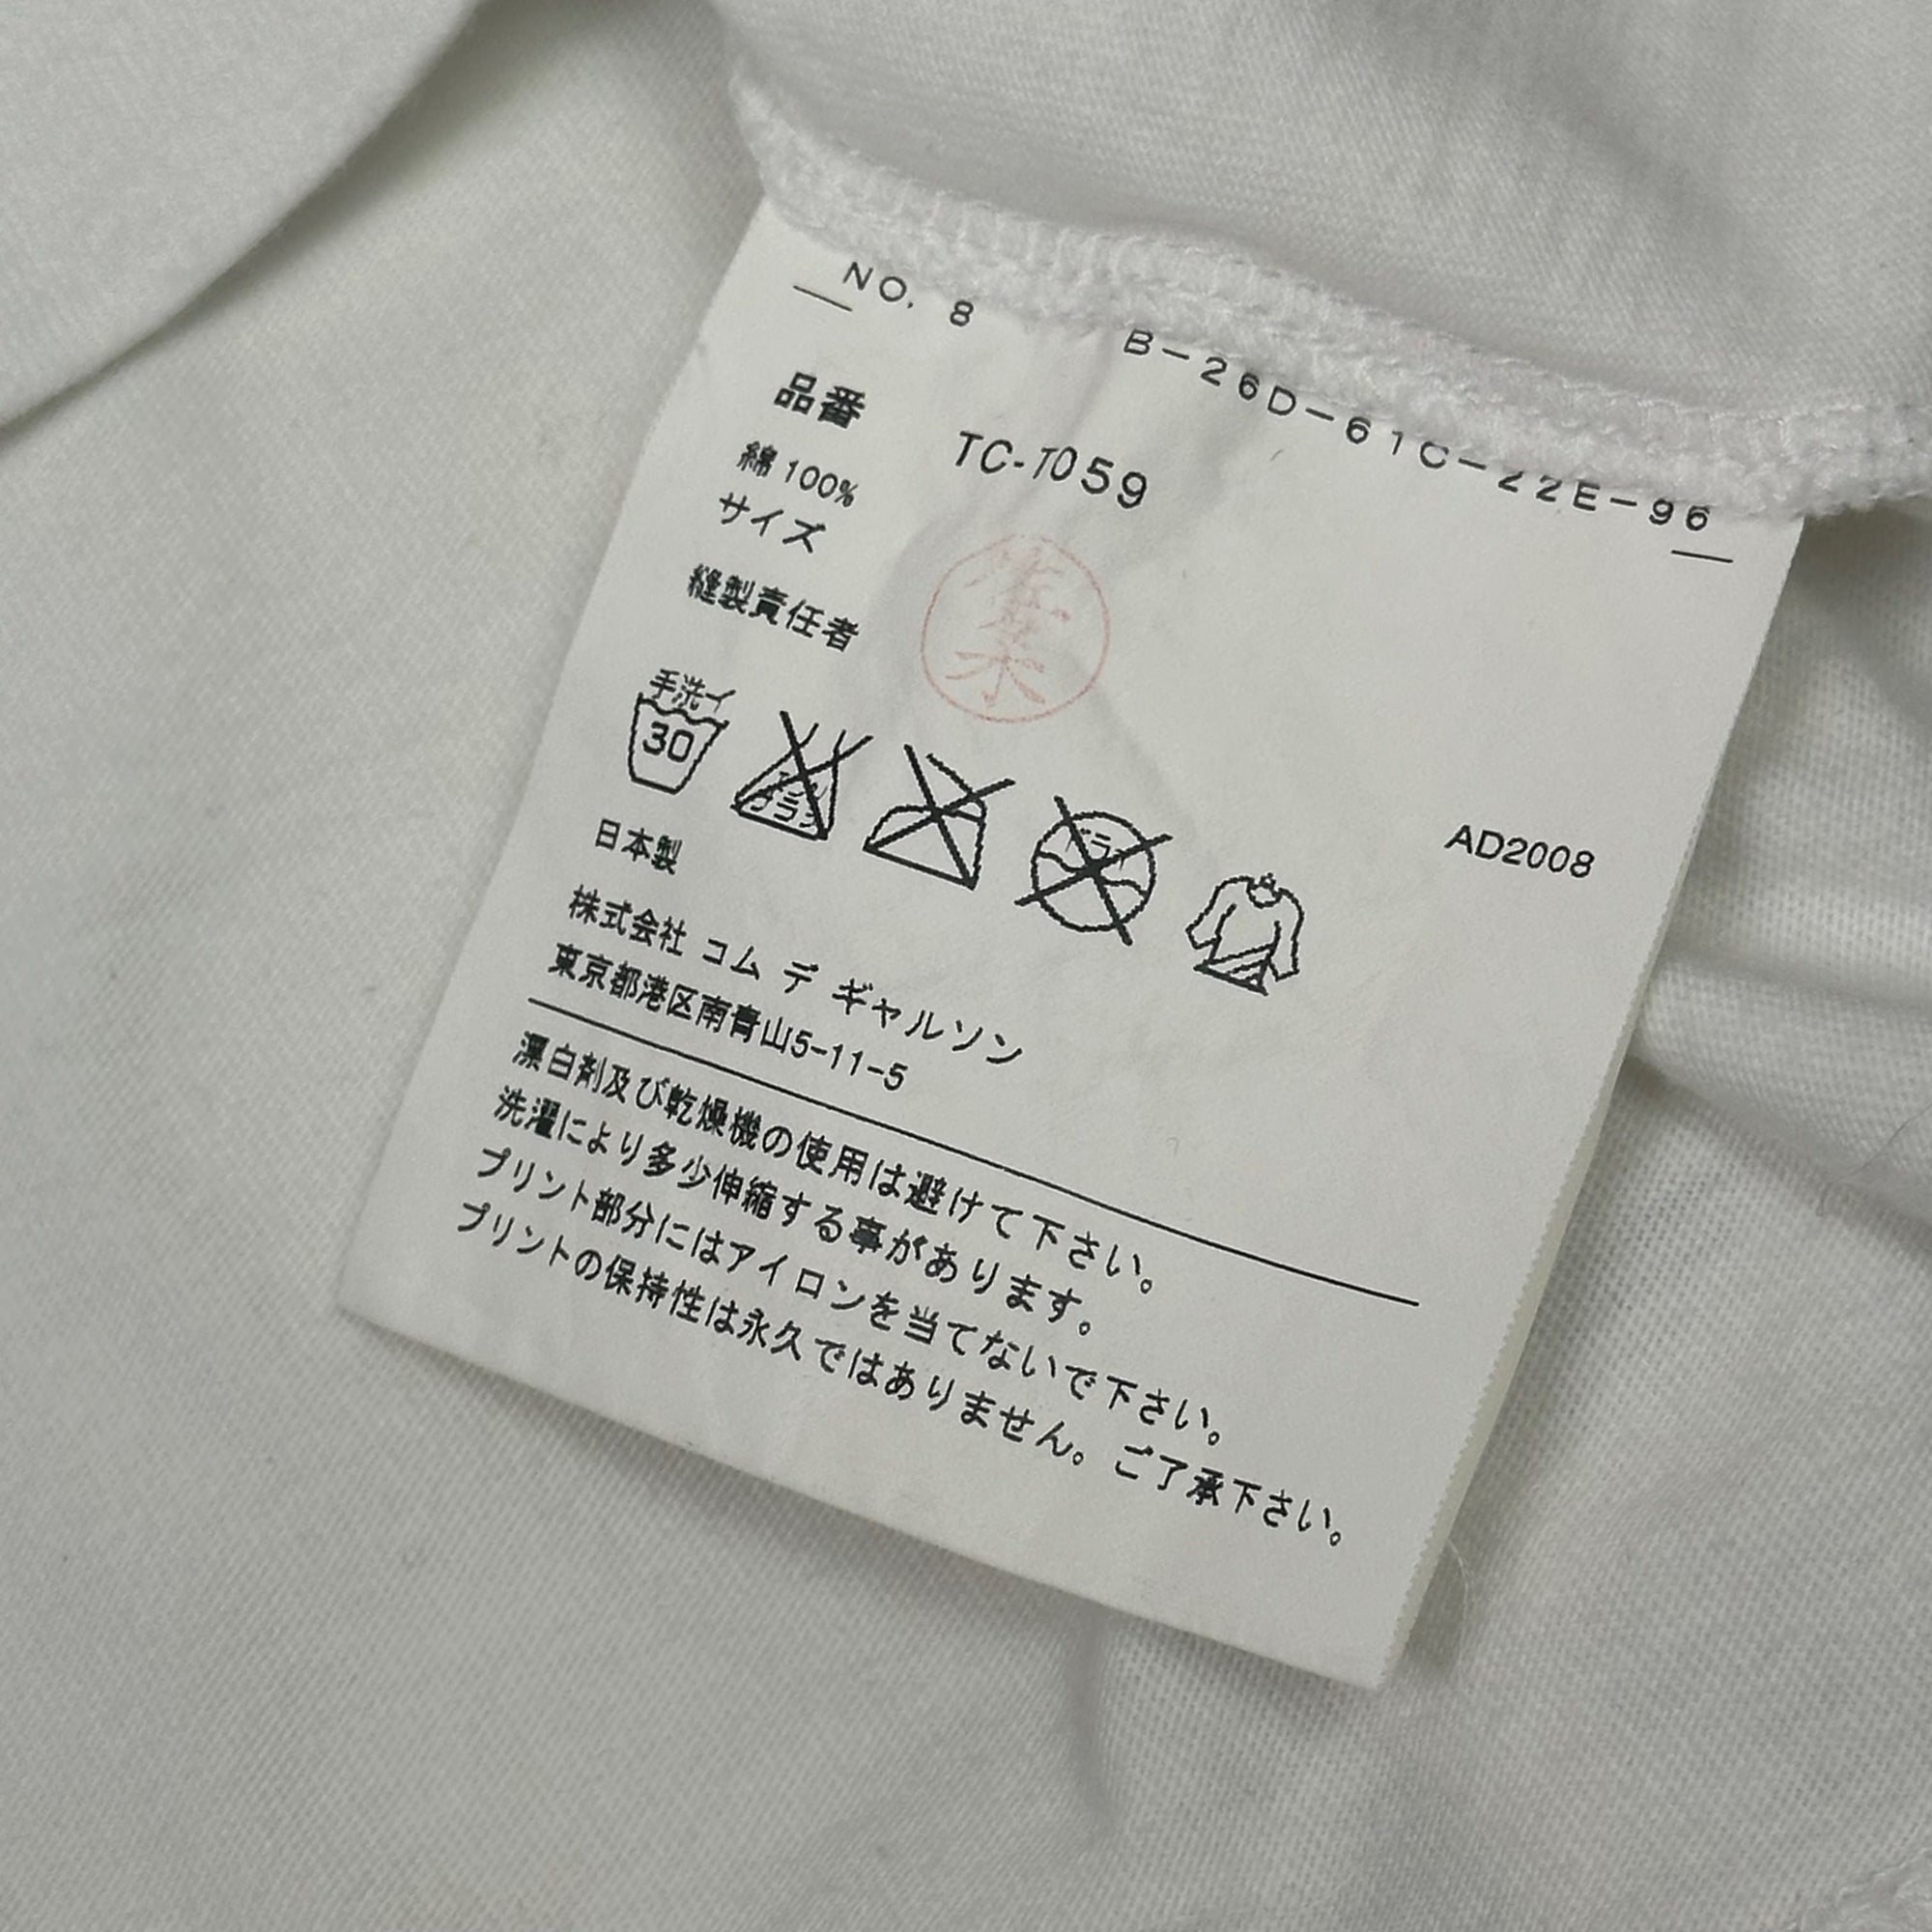 NO. 8 B-26D-61C-22E-96
品番 TC-T059
綿 100%
サイズ
縫製責任者
手洗イ
30
AD2008
日本製
株式会社 コム デ ギャルソン
東京都港区南青山5-11-5
漂白剤及び乾燥機の使用は避けて下さい。
洗濯により多少伸縮する事があります。
プリント部分にはアイロンを当てないで下さい。
プリントの保持性は永久ではありません。ご了承下さい。